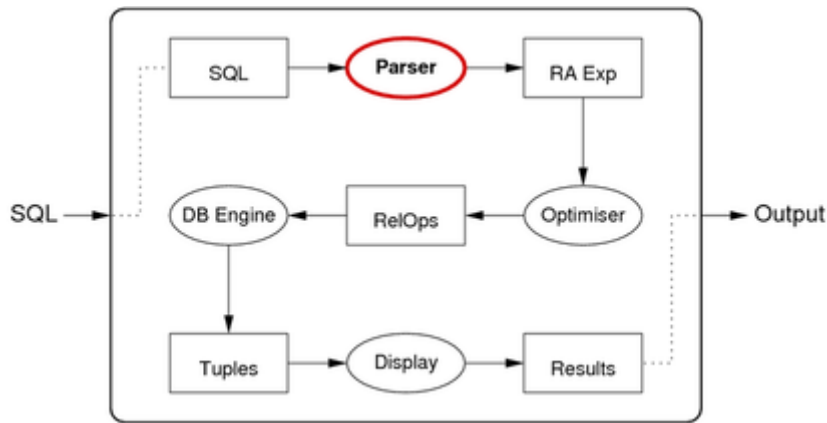 SQL
Parser
RA Exp
SQL
DB Engine
RelOps
Optimiser
Output
Tuples
Display
Results